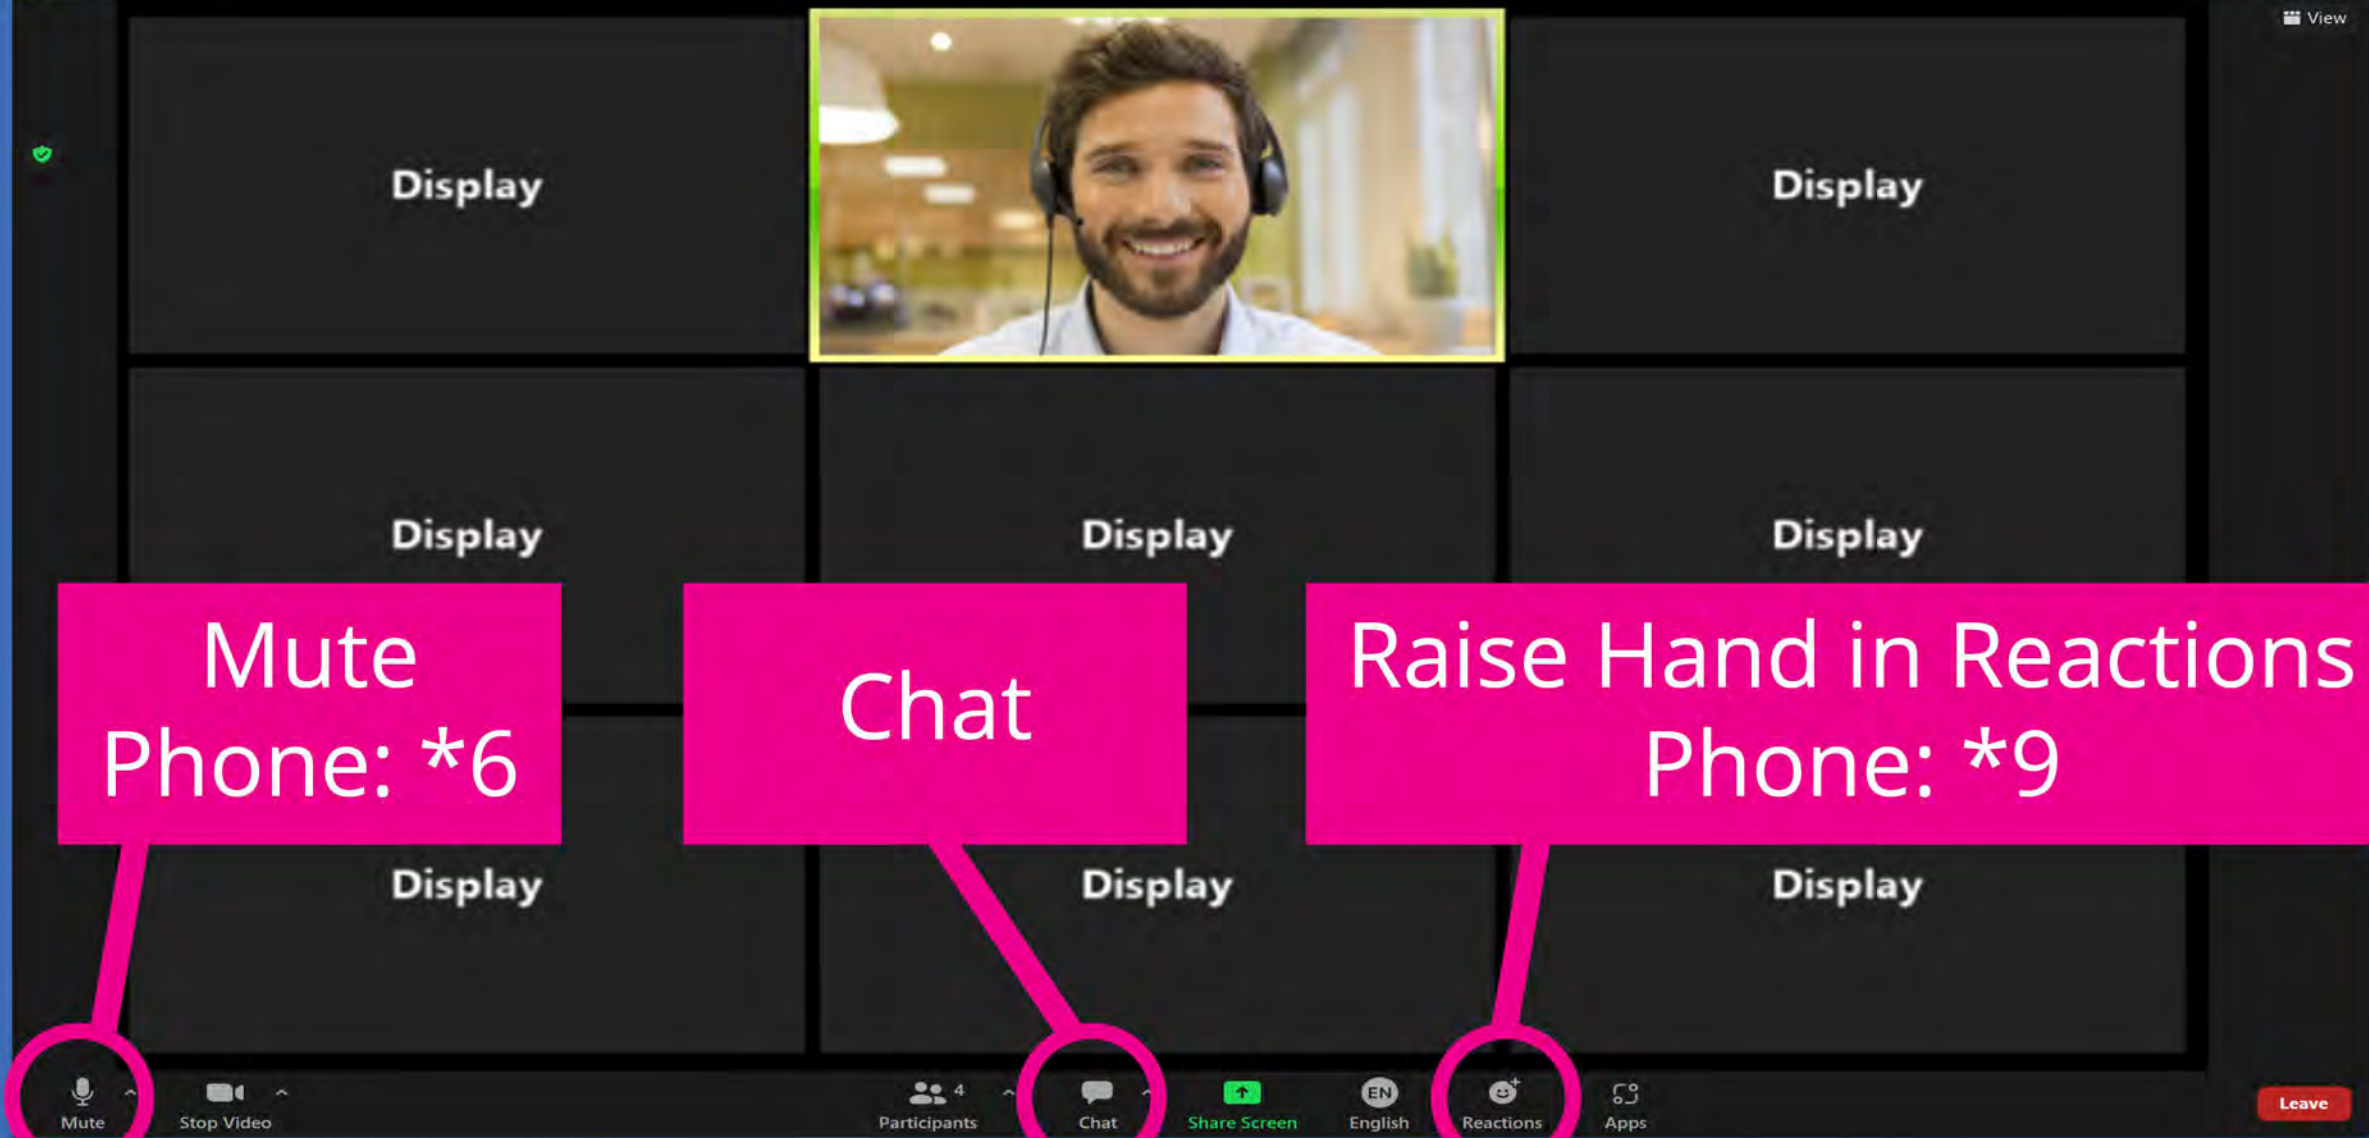 View
Display
Display
Display
Display
Display
Mute
Phone: *6
Chat
Raise Hand in Reactions
Phone: *9
Display
Display
Display
Mute
Stop Video
4
Participants
Chat
Share Screen
EN
English
Reactions
Apps
Leave